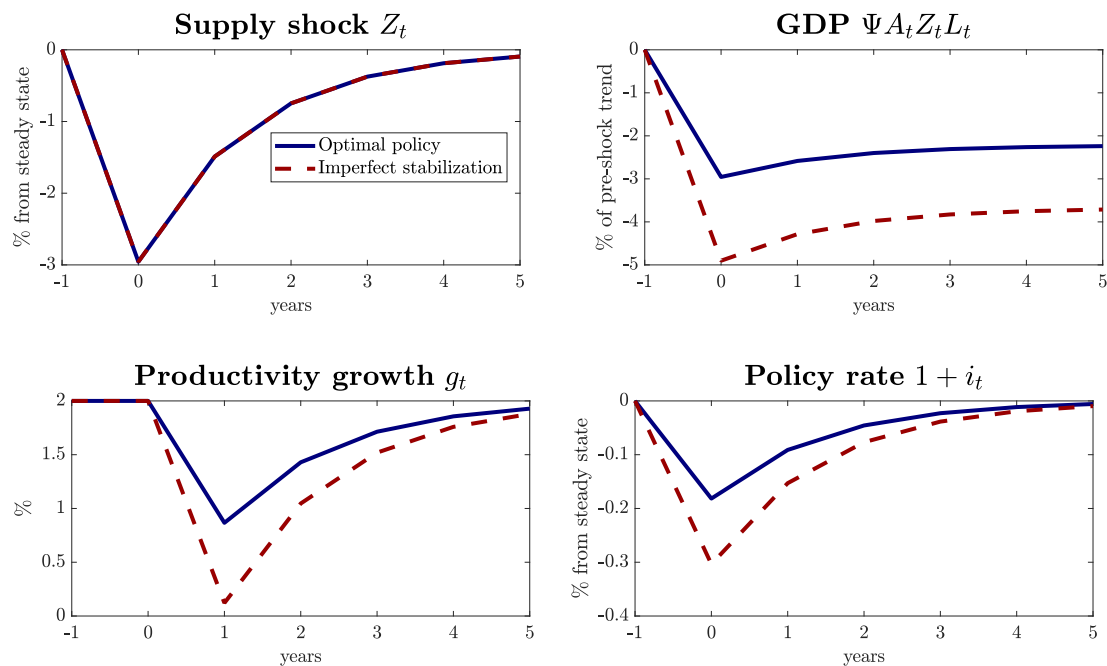 Supply shock Z_t
% from steady state
0
-1
-2
-3
Optimal policy
Imperfect stabilization
-1 0 1 2 3 4 5
years
GDP ΨA_tZ_tL_t
% of pre-shock trend
0
-1
-2
-3
-4
-5
-1 0 1 2 3 4 5
years
Productivity growth g_t
%
2
1.5
1
0.5
0
-1 0 1 2 3 4 5
years
Policy rate 1 + i_t
% from steady state
0
-0.1
-0.2
-0.3
-0.4
-1 0 1 2 3 4 5
years